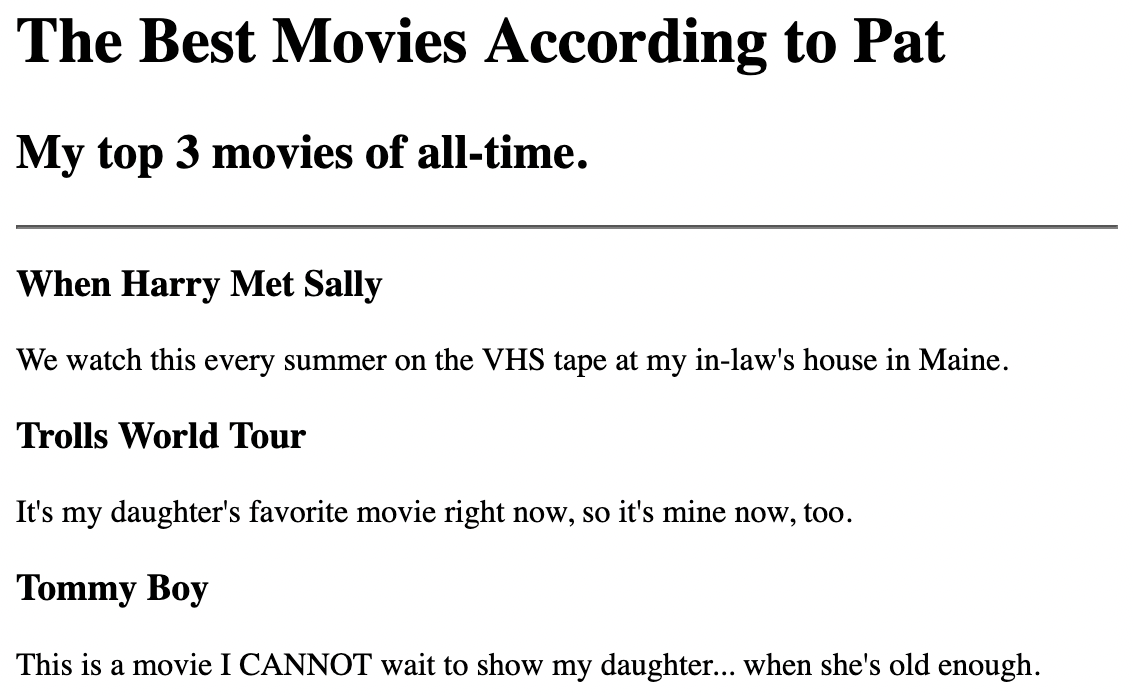 The Best Movies According to Pat
My top 3 movies of all-time.
When Harry Met Sally
We watch this every summer on the VHS tape at my in-law's house in Maine.
Trolls World Tour
It's my daughter's favorite movie right now, so it's mine now, too.
Tommy Boy
This is a movie I CANNOT wait to show my daughter... when she's old enough.